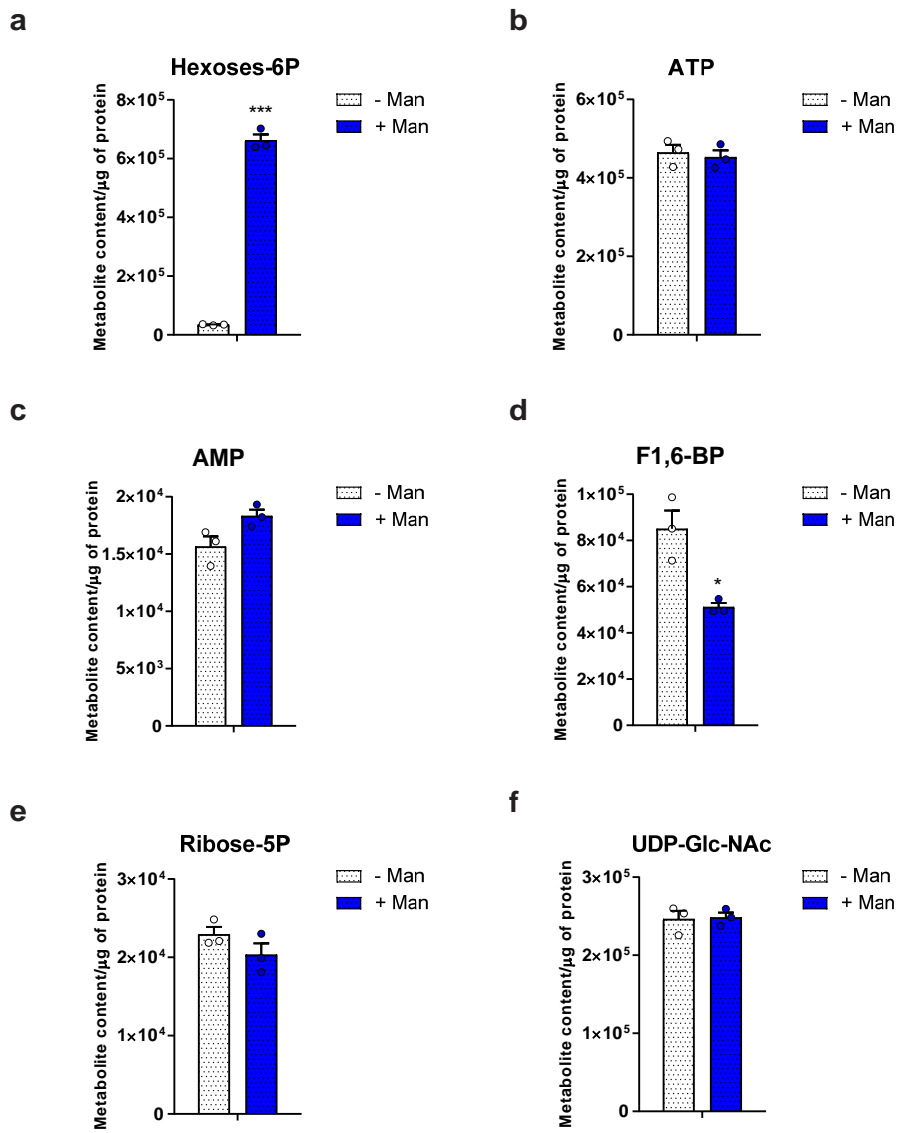 a
Hexoses-6P
Metabolite content/μg of protein
8×10⁵
6×10⁵
4×10⁵
2×10⁵
0
***
- Man
+ Man
b
ATP
Metabolite content/μg of protein
6×10⁵
4×10⁵
2×10⁵
0
- Man
+ Man
c
AMP
Metabolite content/μg of protein
2×10⁴
1.5×10⁴
1×10⁴
5×10³
0
- Man
+ Man
d
F1,6-BP
Metabolite content/μg of protein
1×10⁵
8×10⁴
6×10⁴
4×10⁴
2×10⁴
0
*
- Man
+ Man
e
Ribose-5P
Metabolite content/μg of protein
3×10⁴
2×10⁴
1×10⁴
0
- Man
+ Man
f
UDP-Glc-NAc
Metabolite content/μg of protein
3×10⁵
2×10⁵
1×10⁵
0
- Man
+ Man